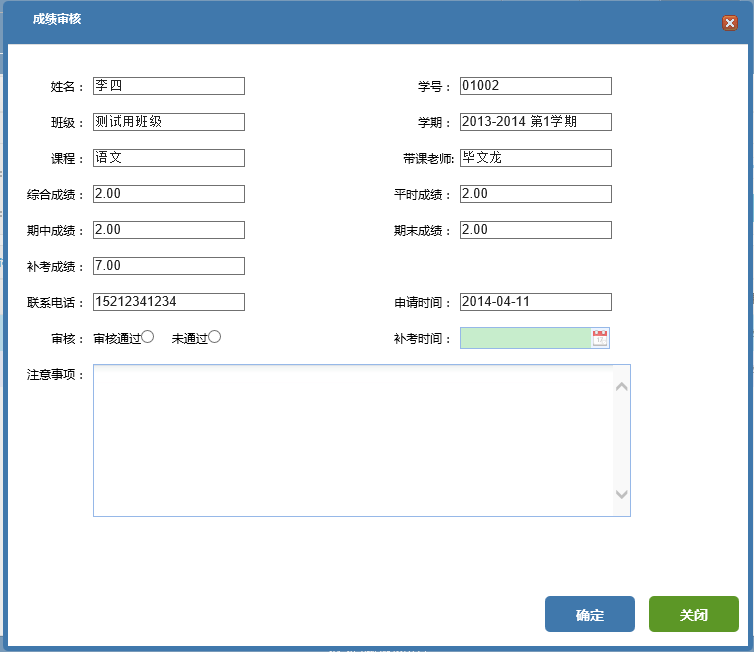 成绩审核
姓名： 李四 学号： 01002
班级： 测试用班级 学期： 2013-2014 第1学期
课程： 语文 带课老师: 毕文龙
综合成绩： 2.00 平时成绩： 2.00
期中成绩： 2.00 期末成绩： 2.00
补考成绩： 7.00
联系电话： 15212341234 申请时间： 2014-04-11
审核： 审核通过 未通过 补考时间：
注意事项：
确定 关闭